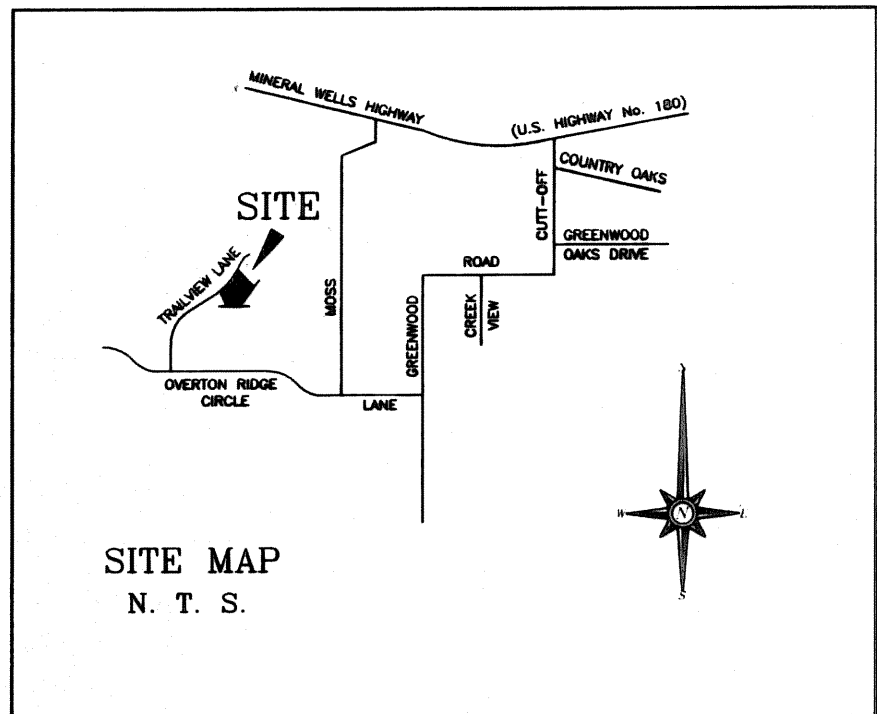 MINERAL WELLS HIGHWAY
(U.S. HIGHWAY No. 180)
COUNTRY OAKS
CUTT-OFF
SITE
GREENWOOD
OAKS DRIVE
TRAILVIEW LANE
ROAD
MOSS
GREENWOOD
CREEK
VIEW
OVERTON RIDGE
CIRCLE
LANE
W
N
S
SITE MAP
N. T. S.